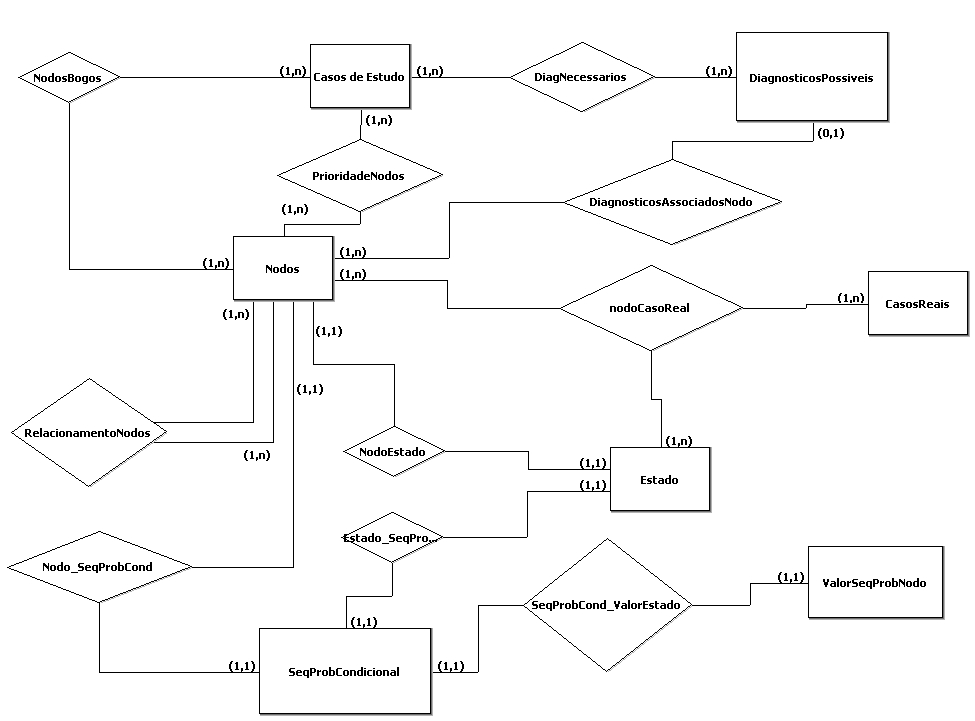 NodosBogos
(1,n)
Casos de Estudo
(1,n)
DiagNecessarios
(1,n)
DiagnosticosPossiveis
(1,n)
(0,1)
PrioridadeNodos
(1,n)
DiagnosticosAssociadosNodo
(1,n)
Nodos
(1,n)
(1,n)
nodoCasoReal
(1,n)
CasosReais
(1,n)
(1,1)
(1,1)
RelacionamentoNodos
(1,n)
NodoEstado
(1,1)
(1,n)
Estado
(1,1)
Estado_SeqPro...
Nodo_SeqProbCond
SeqProbCond_ValorEstado
(1,1)
ValorSeqProbNodo
(1,1)
(1,1)
SeqProbCondicional
(1,1)